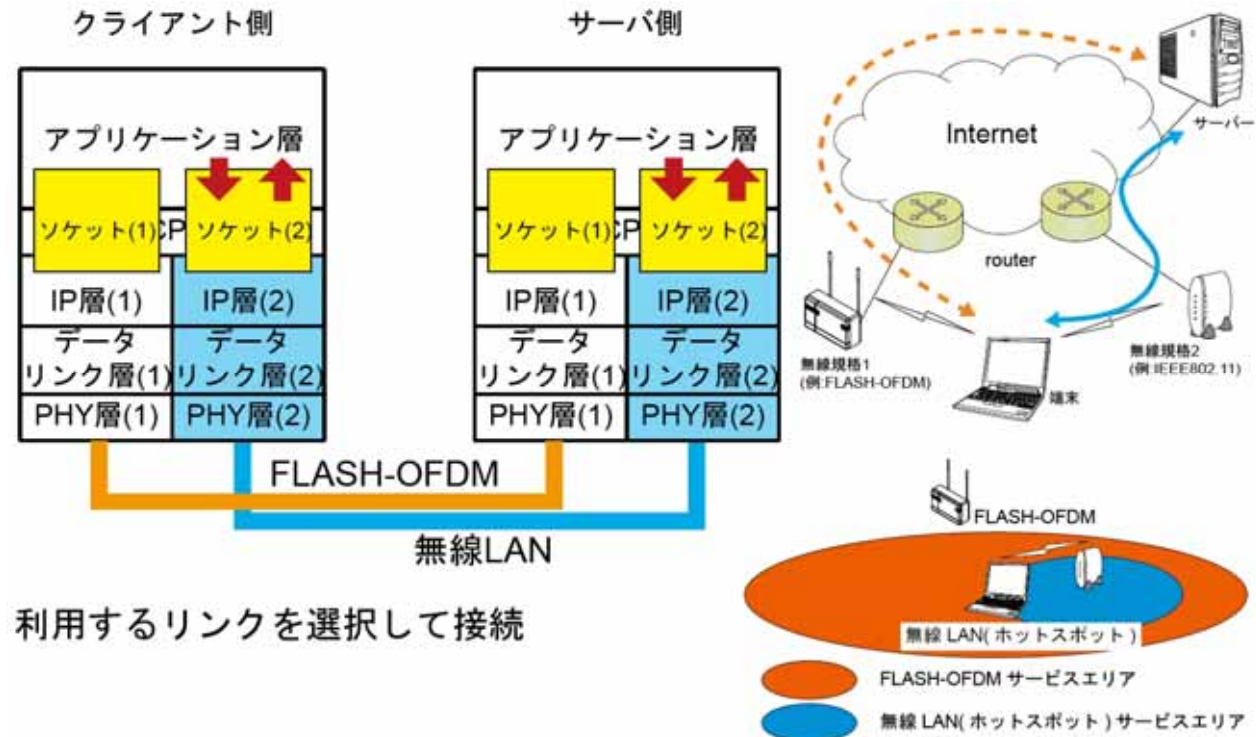 クライアント側
サーバ側
アプリケーション層
アプリケーション層
ソケット(1)
CP
ソケット(2)
ソケット(1)
CP
ソケット(2)
IP層(1)
IP層(2)
IP層(1)
IP層(2)
データ
リンク層(1)
データ
リンク層(2)
データ
リンク層(1)
データ
リンク層(2)
PHY層(1)
PHY層(2)
PHY層(1)
PHY層(2)
FLASH-OFDM
無線LAN
利用するリンクを選択して接続
サーバー
Internet
router
無線規格1
(例:FLASH-OFDM)
無線規格2
(例:IEEE802.11)
端末
FLASH-OFDM
無線 LAN( ホットスポット )
FLASH-OFDM サービスエリア
無線 LAN( ホットスポット ) サービスエリア